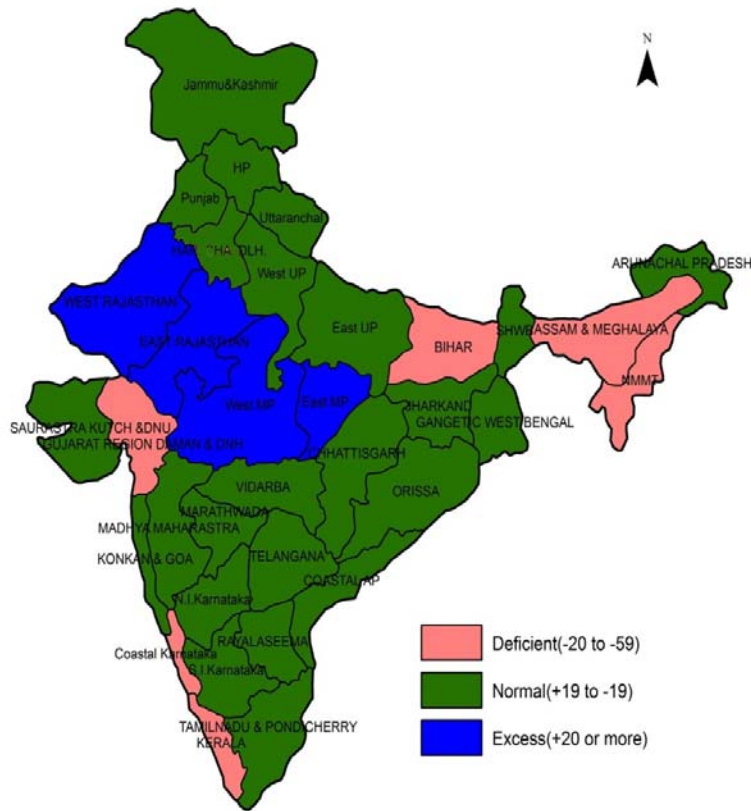 N
Jammu&Kashmir
HP
Punjab
Uttaranchal
HAR. CHA. DLH.
West UP
ARUNACHAL PRADESH
WEST RAJASTHAN
EAST RAJASTHAN
East UP
SHWB
ASSAM & MEGHALAYA
BIHAR
NMMT
West MP
East MP
JHARKAND
GANGETIC WEST BENGAL
SAURASTRA KUTCH &DNU
GUJARAT REGION DAMAN & DNH
CHHATTISGARH
VIDARBA
ORISSA
MARATHWADA
MADHYA MAHARASTRA
KONKAN & GOA
TELANGANA
COASTAL AP
N.I.Karnataka
RAYALASEEMA
Coastal Karnataka
S.I.Karnataka
TAMILNADU & PONDICHERRY
KERALA
Deficient(-20 to -59)
Normal(+19 to -19)
Excess(+20 or more)